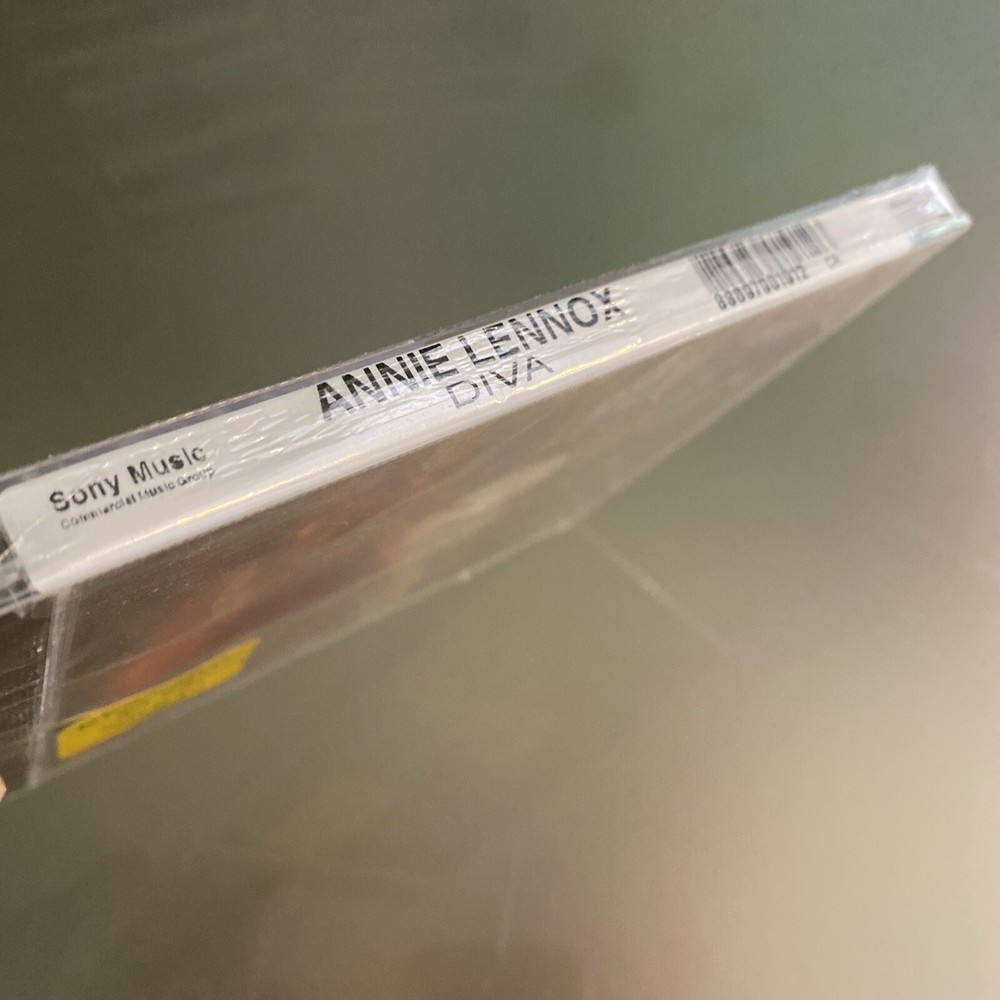 Sony Music
Commercial Music Group
ANNIE LENNOX
DIVA